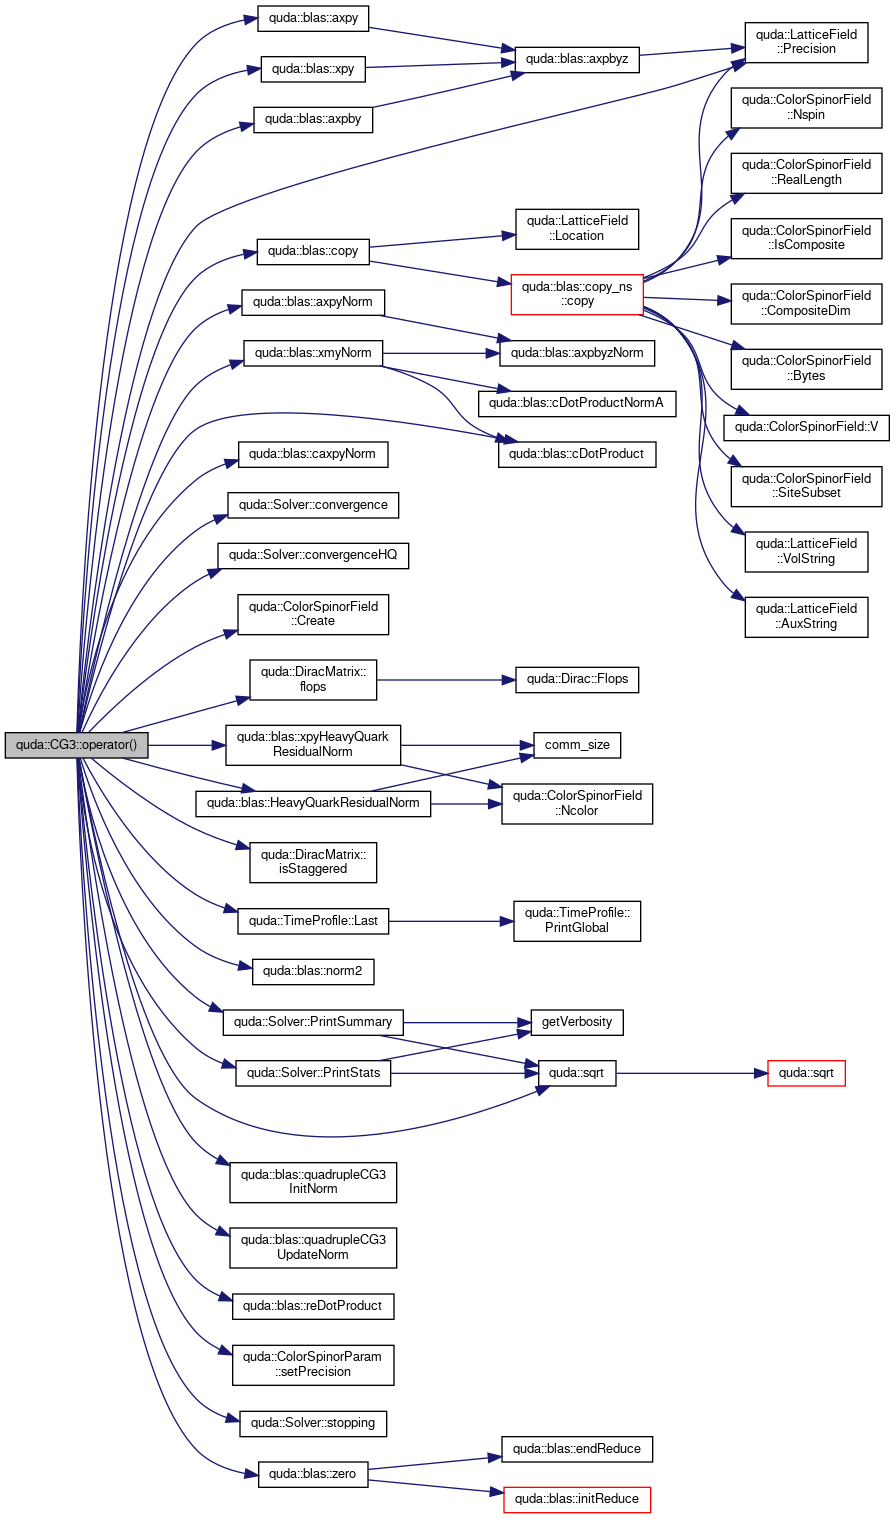 quda::CG3::operator()
quda::blas::axpy
quda::blas::xpy
quda::blas::axpby
quda::blas::copy
quda::blas::axpyNorm
quda::blas::xmyNorm
quda::blas::caxpyNorm
quda::Solver::convergence
quda::Solver::convergenceHQ
quda::ColorSpinorField
::Create
quda::DiracMatrix::
flops
quda::blas::xpyHeavyQuark
ResidualNorm
quda::blas::HeavyQuarkResidualNorm
quda::DiracMatrix::
isStaggered
quda::TimeProfile::Last
quda::blas::norm2
quda::Solver::PrintSummary
quda::Solver::PrintStats
quda::blas::quadrupleCG3
InitNorm
quda::blas::quadrupleCG3
UpdateNorm
quda::blas::reDotProduct
quda::ColorSpinorParam
::setPrecision
quda::Solver::stopping
quda::blas::zero
quda::blas::axpbyz
quda::LatticeField
::Location
quda::blas::copy_ns
::copy
quda::blas::axpbyzNorm
quda::blas::cDotProductNormA
quda::blas::cDotProduct
quda::Dirac::Flops
comm_size
quda::ColorSpinorField
::Ncolor
quda::TimeProfile::
PrintGlobal
getVerbosity
quda::sqrt
quda::blas::endReduce
quda::blas::initReduce
quda::LatticeField
::Precision
quda::ColorSpinorField
::Nspin
quda::ColorSpinorField
::RealLength
quda::ColorSpinorField
::IsComposite
quda::ColorSpinorField
::CompositeDim
quda::ColorSpinorField
::Bytes
quda::ColorSpinorField::V
quda::ColorSpinorField
::SiteSubset
quda::LatticeField
::VolString
quda::LatticeField
::AuxString
quda::sqrt